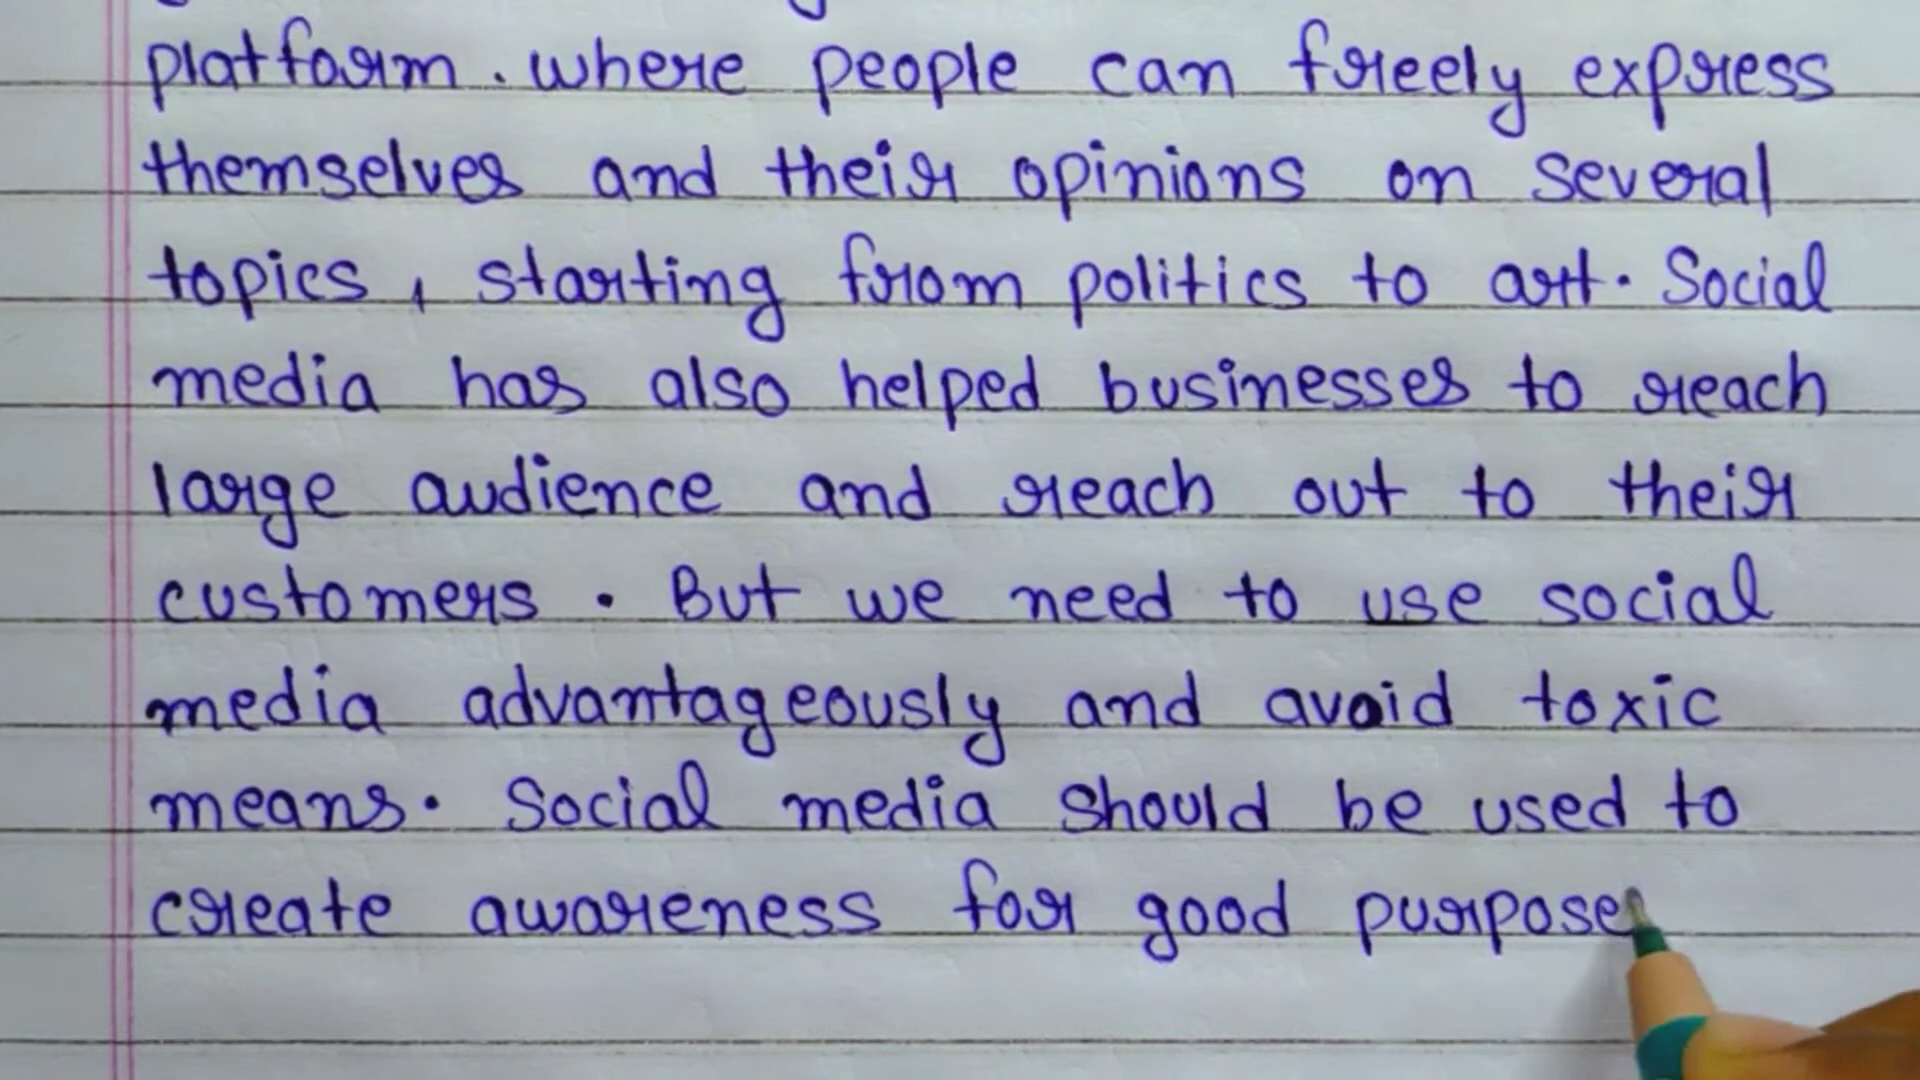 platform. where people can freely express
themselves and their opinions on several
topics, starting from politics to art. Social
media has also helped businesses to reach
large audience and reach out to their
customers. But we need to use social
media advantageously and avoid toxic
means. Social media should be used to
create awareness for good purpose